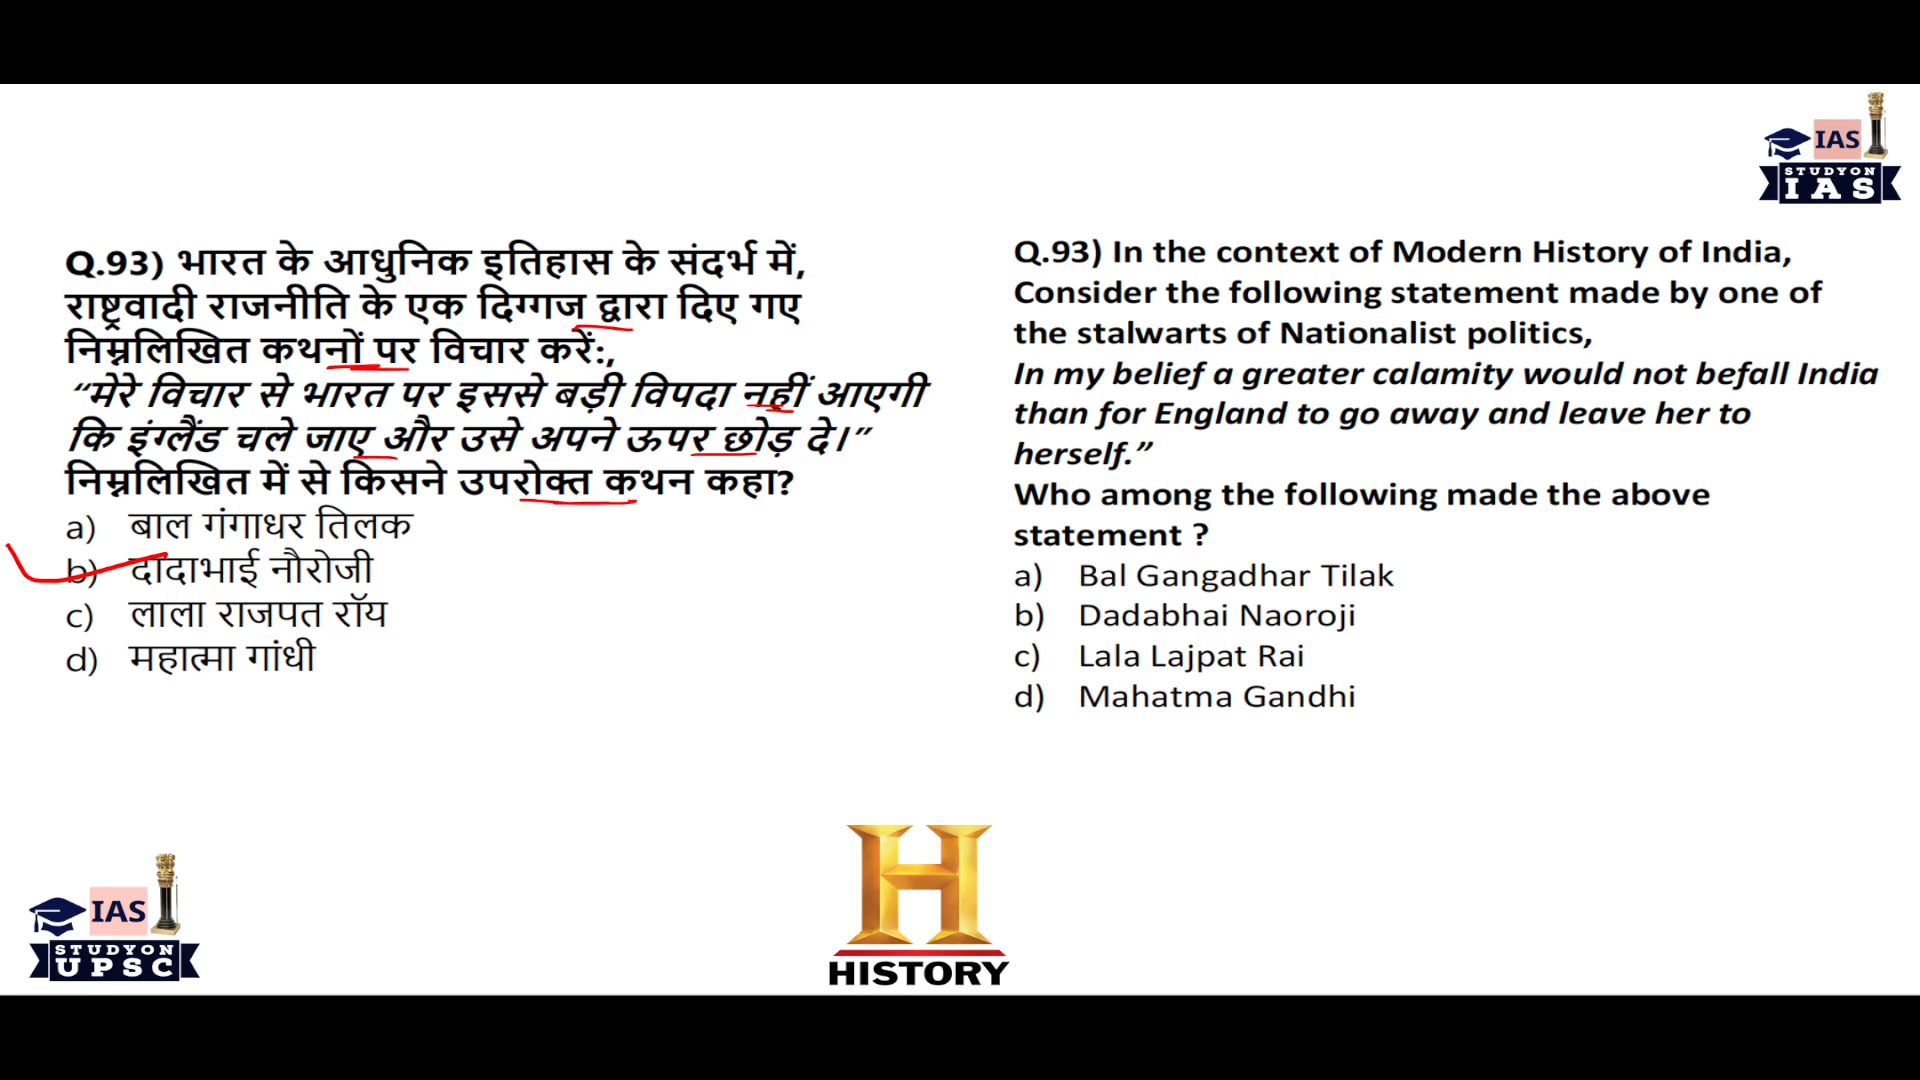 IAS
STUDYON
IAS
Q.93) भारत के आधुनिक इतिहास के संदर्भ में,
राष्ट्रवादी राजनीति के एक दिग्गज द्वारा दिए गए
निम्नलिखित कथनों पर विचार करें:,
“मेरे विचार से भारत पर इससे बड़ी विपदा नहीं आएगी
कि इंग्लैंड चले जाए और उसे अपने ऊपर छोड़ दे।”
निम्नलिखित में से किसने उपरोक्त कथन कहा?
a) बाल गंगाधर तिलक
b) दादाभाई नौरोजी
c) लाला राजपत रॉय
d) महात्मा गांधी
Q.93) In the context of Modern History of India,
Consider the following statement made by one of
the stalwarts of Nationalist politics,
In my belief a greater calamity would not befall India
than for England to go away and leave her to
herself.”
Who among the following made the above
statement ?
a) Bal Gangadhar Tilak
b) Dadabhai Naoroji
c) Lala Lajpat Rai
d) Mahatma Gandhi
IAS
STUDYON
UPSC
H
HISTORY